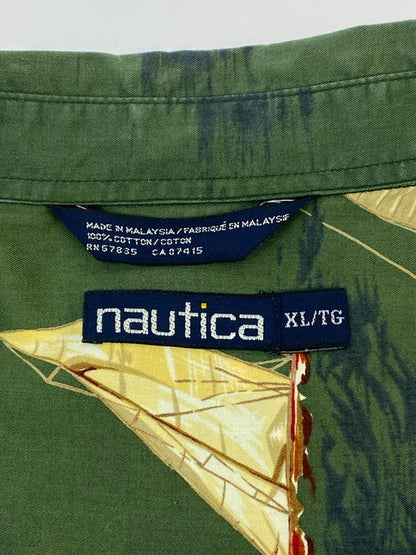 MADE IN MALAYSIA / FABRIQUÉ EN MALAYSIE
100% COTTON / COTON
RN 57835 CA 07415
nautica XL/TG